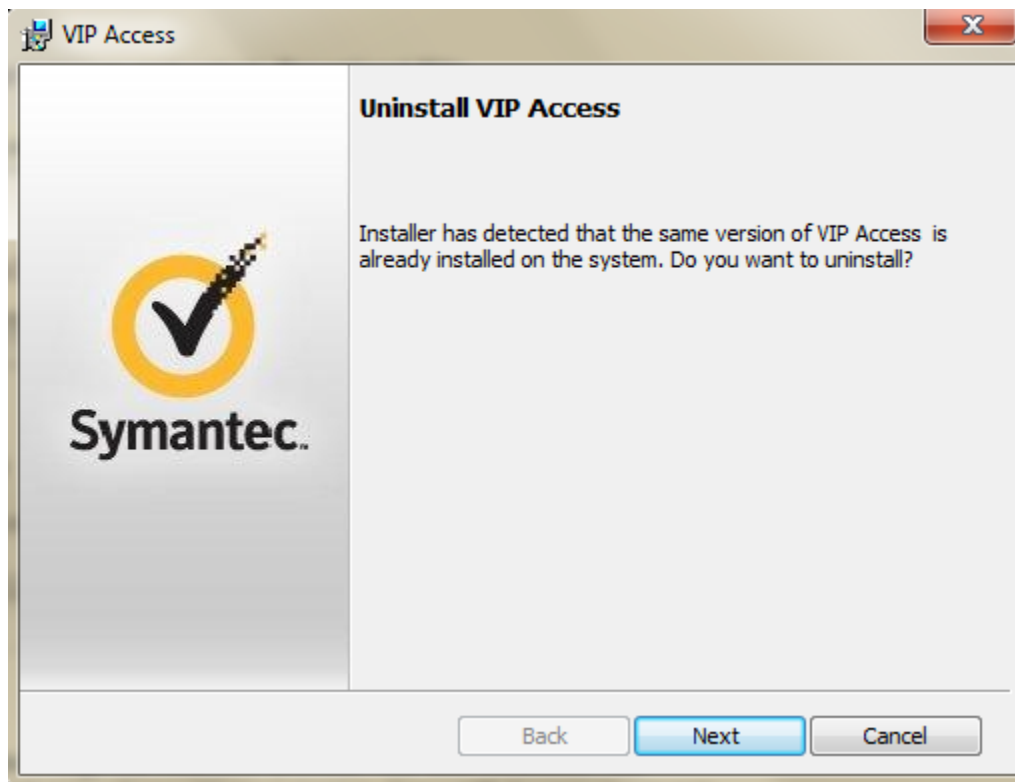 VIP Access
Uninstall VIP Access
Installer has detected that the same version of VIP Access is
already installed on the system. Do you want to uninstall?
Symantec.
Back
Next
Cancel